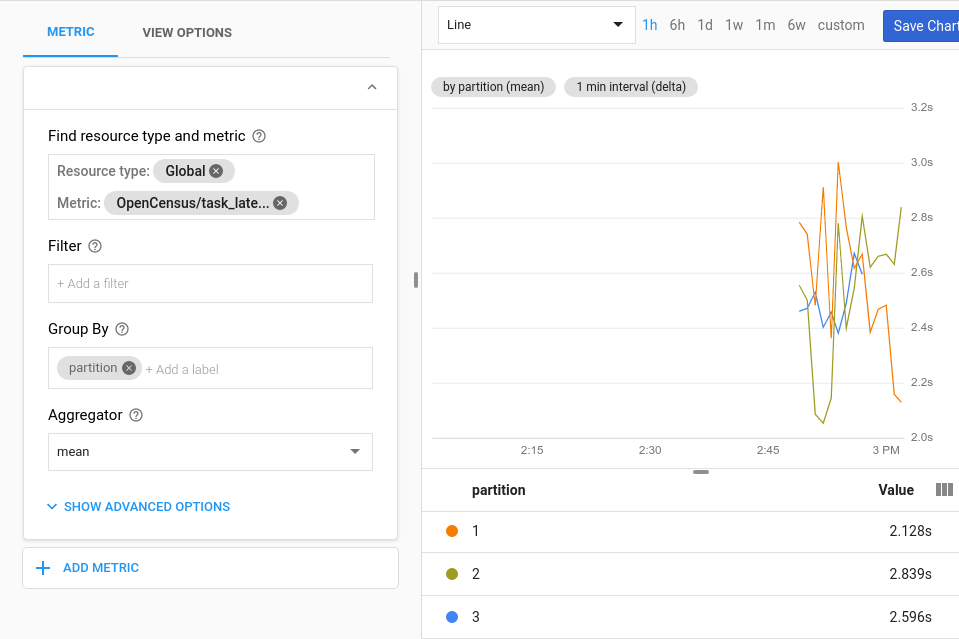 METRIC
VIEW OPTIONS
Find resource type and metric
Resource type: Global
Metric: OpenCensus/task_late...
Filter
+ Add a filter
Group By
partition + Add a label
Aggregator
mean
SHOW ADVANCED OPTIONS
ADD METRIC
Line
1h 6h 1d 1w 1m 6w custom
Save Chart
by partition (mean)
1 min interval (delta)
3.2s
3.0s
2.8s
2.6s
2.4s
2.2s
2.0s
2:15 2:30 2:45 3 PM
partition Value
1 2.128s
2 2.839s
3 2.596s